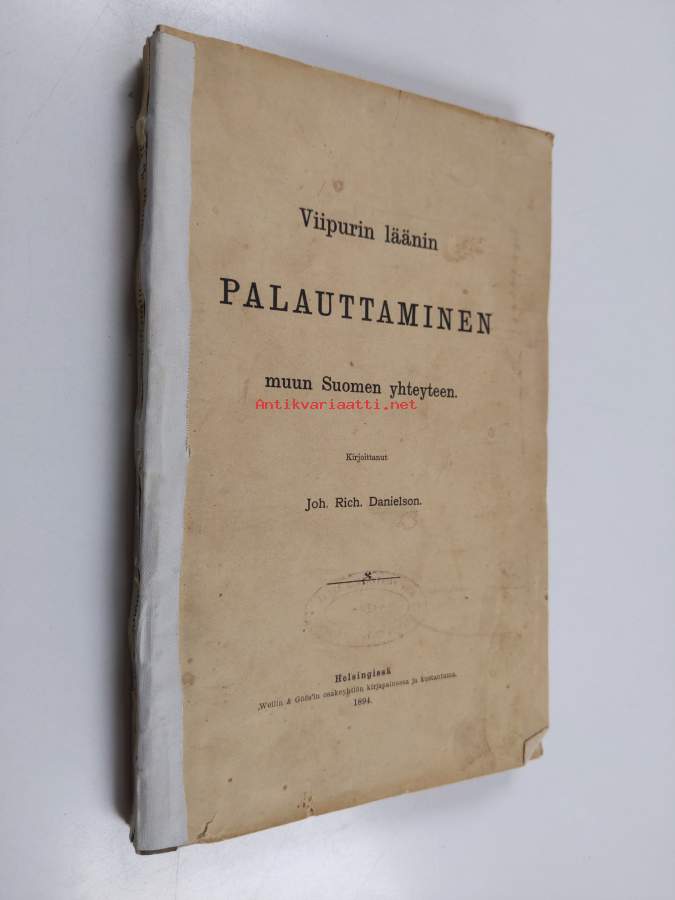 Viipurin läänin
PALAUTTAMINEN
muun Suomen yhteyteen.
Antikvariaatti.net
Kirjoittanut
Joh. Rich. Danielson.
Helsingissä
Weilin & Göös'in osakeyhtiön kirjapainossa ja kustantama.
1894.